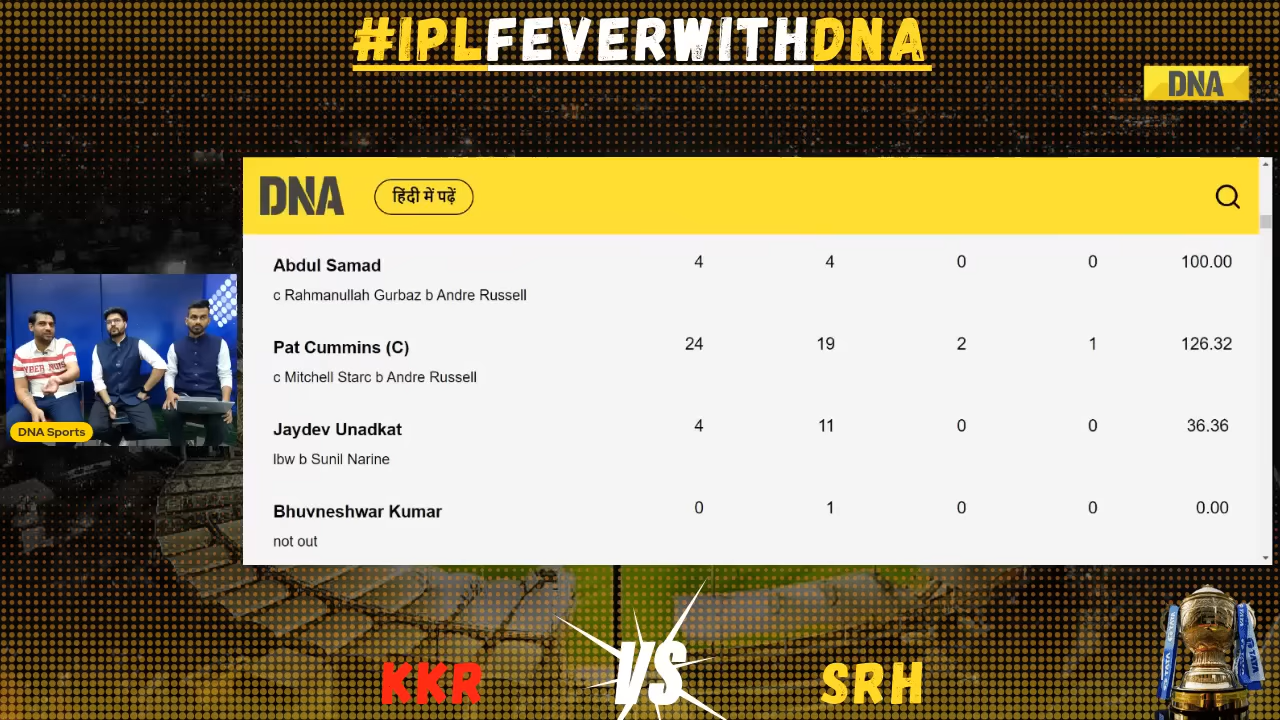 #IPLFEVERWITHDNA
DNA
DNA
हिंदी में पढ़ें
Abdul Samad 4 4 0 0 100.00
c Rahmanullah Gurbaz b Andre Russell
Pat Cummins (C) 24 19 2 1 126.32
c Mitchell Starc b Andre Russell
Jaydev Unadkat 4 11 0 0 36.36
lbw b Sunil Narine
Bhuvneshwar Kumar 0 1 0 0 0.00
not out
DNA Sports
KKR VS SRH
TATA